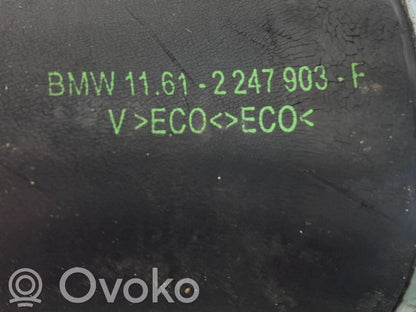 BMW 11.61 - 2 247 903 - F
V >ECO<>ECO<
Ovoko